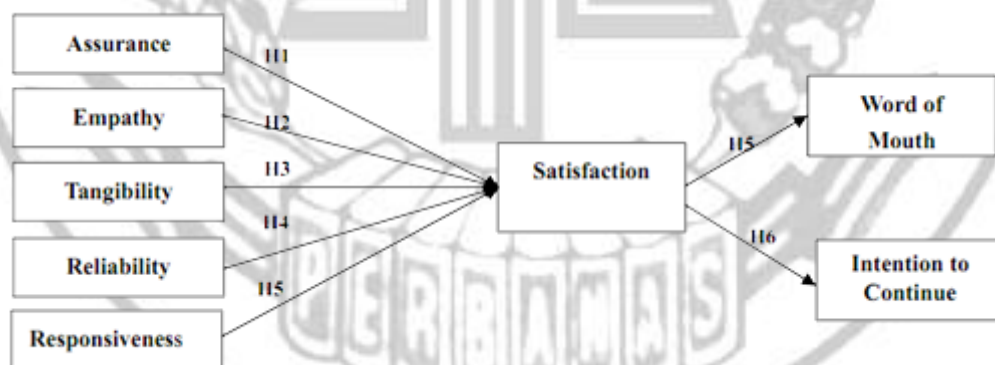 Assurance
H1
Empathy
H2
Tangibility
H3
Reliability
H4
Responsiveness
H5
Satisfaction
H5
H6
Word of
Mouth
Intention to
Continue
PERBANAS